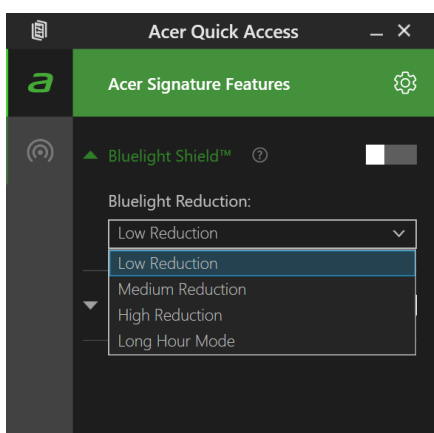 Acer Quick Access
a
Acer Signature Features
Bluelight Shield™ ?
Bluelight Reduction:
Low Reduction
Low Reduction
Medium Reduction
High Reduction
Long Hour Mode